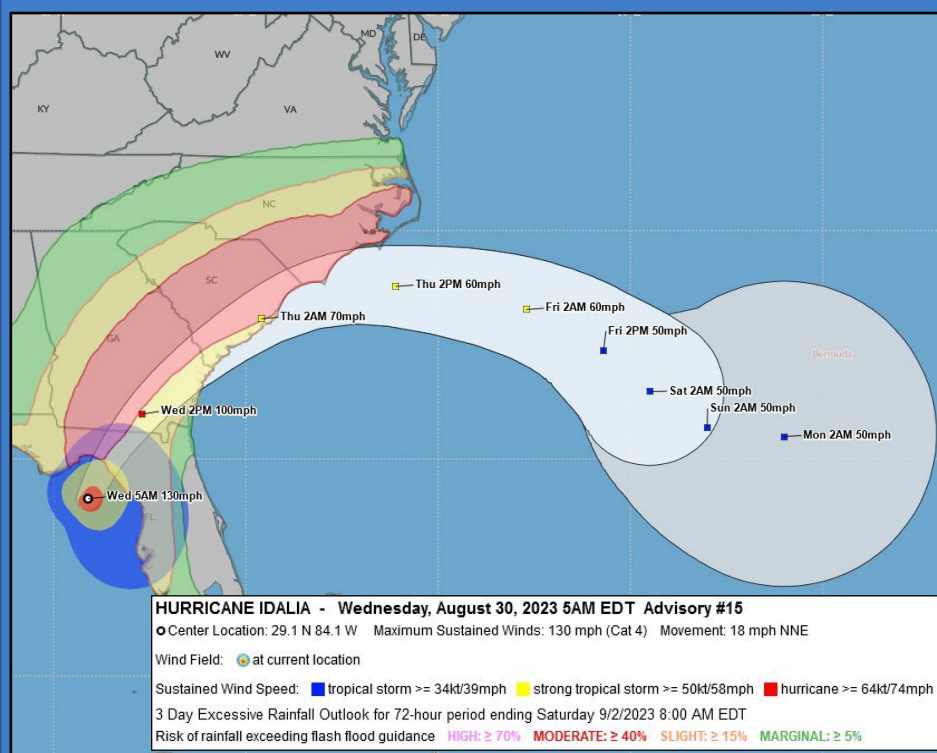 MD
DE
WV
KY
VA
NC
SC
GA
Thu 2PM 60mph
Fri 2AM 60mph
Thu 2AM 70mph
Fri 2PM 50mph
Bermuda
Sat 2AM 50mph
Wed 2PM 100mph
Sun 2AM 50mph
Mon 2AM 50mph
Wed 5AM 130mph
FL
HURRICANE IDALIA - Wednesday, August 30, 2023 5AM EDT Advisory #15
Center Location: 29.1 N 84.1 W Maximum Sustained Winds: 130 mph (Cat 4) Movement: 18 mph NNE
Wind Field: at current location
Sustained Wind Speed: tropical storm >= 34kt/39mph strong tropical storm >= 50kt/58mph hurricane >= 64kt/74mph
3 Day Excessive Rainfall Outlook for 72-hour period ending Saturday 9/2/2023 8:00 AM EDT
Risk of rainfall exceeding flash flood guidance HIGH: ≥ 70% MODERATE: ≥ 40% SLIGHT: ≥ 15% MARGINAL: ≥ 5%